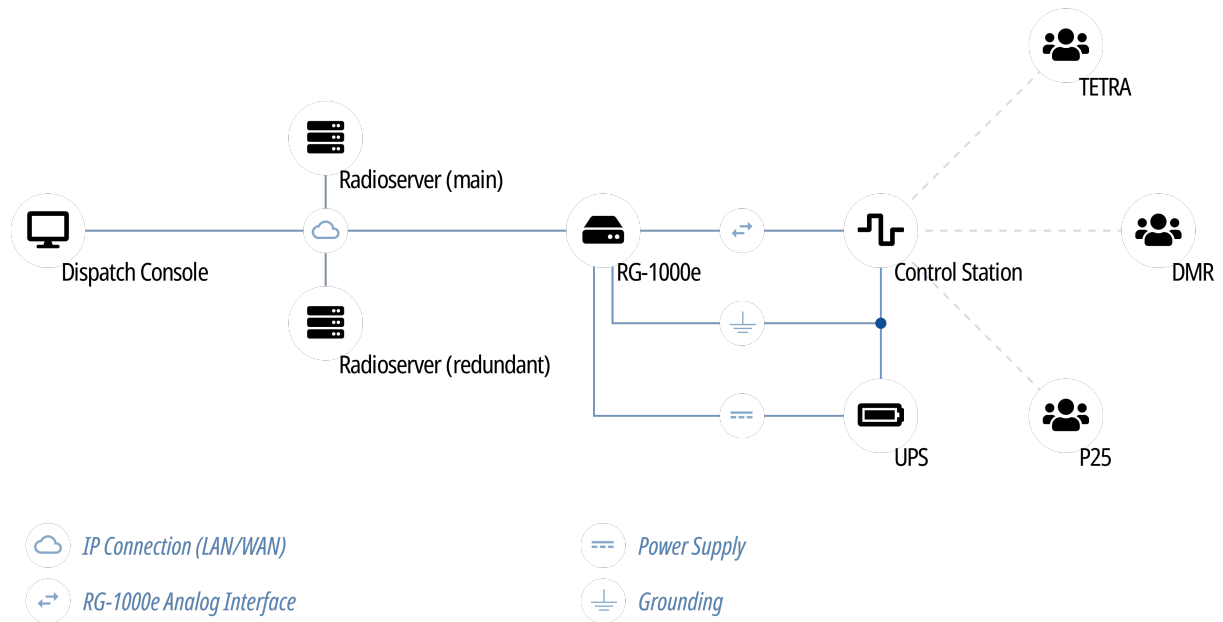 TETRA
Radioserver (main)
Dispatch Console
RG-1000e
Control Station
DMR
Radioserver (redundant)
UPS
P25
IP Connection (LAN/WAN)
Power Supply
RG-1000e Analog Interface
Grounding